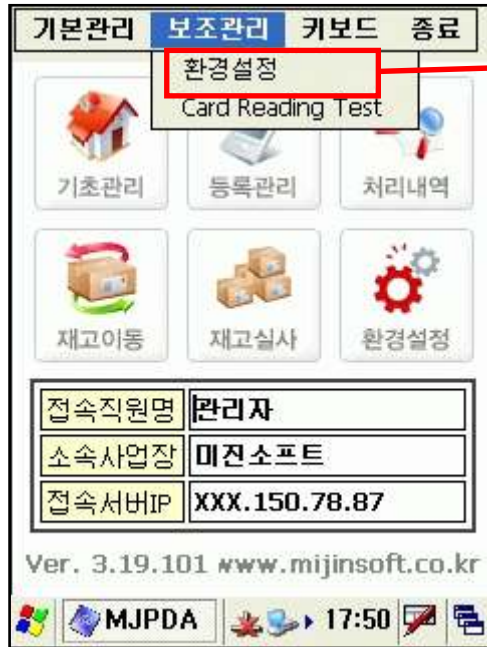 기본관리 보조관리 키보드 종료
환경설정
Card Reading Test
기초관리 등록관리 처리내역
재고이동 재고실사 환경설정
접속직원명 관리자
소속사업장 미진소프트
접속서버IP XXX.150.78.87
Ver. 3.19.101 www.mijinsoft.co.kr
MJPDA 17:50